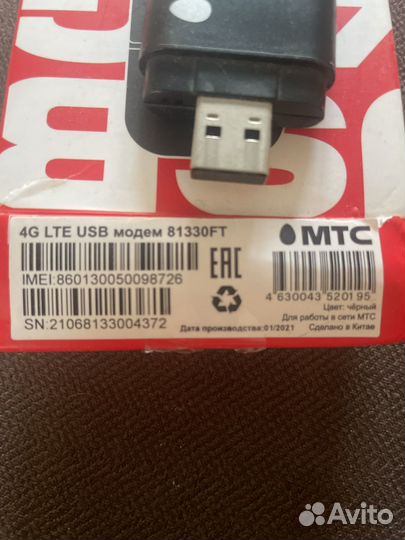 4G LTE USB модем 81330FT
МТС
IMEI:860130050098726
EAC
4 630043 520195
Цвет: чёрный
Для работы в сети МТС
SN:21068133004372
Дата производства:01/2021
Сделано в Китае
Avito